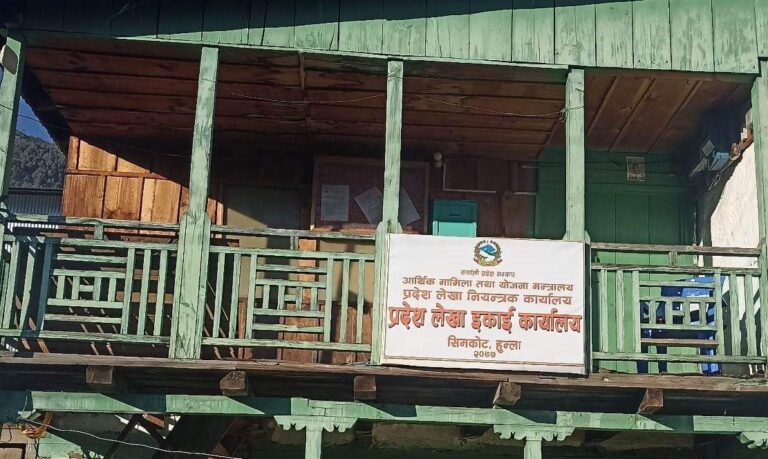 कर्णाली प्रदेश सरकार
आर्थिक मामिला तथा योजना मन्त्रालय
प्रदेश लेखा नियन्त्रक कार्यालय
प्रदेश लेखा इकाई कार्यालय
सिमकोट, हुम्ला
२०७७